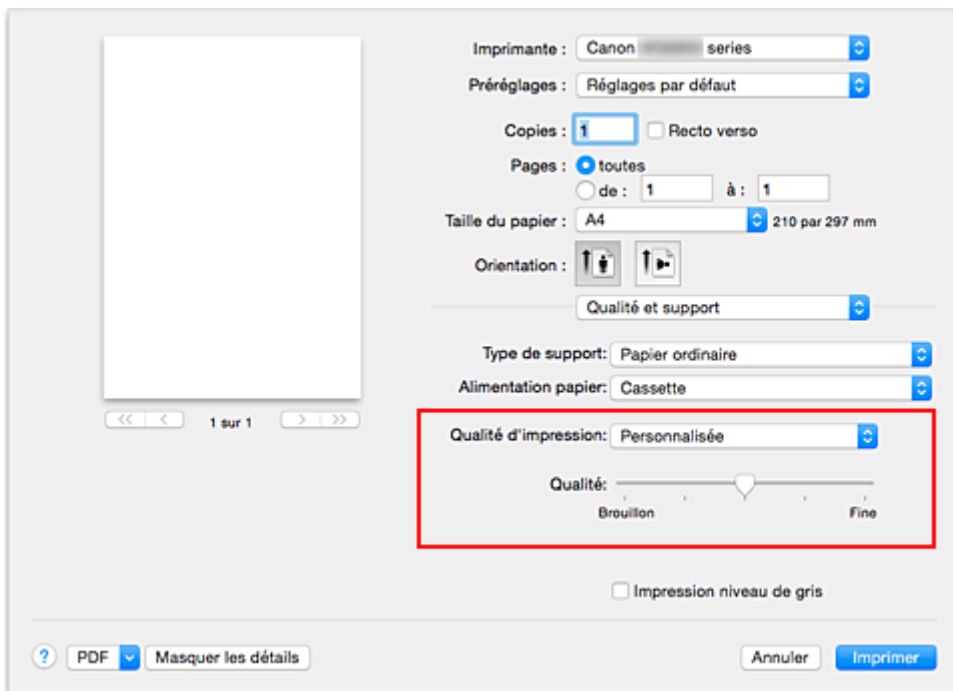 Imprimante : Canon series
Préréglages : Réglages par défaut
Copies : 1 Recto verso
Pages : toutes
de : 1 à : 1
Taille du papier : A4 210 par 297 mm
Orientation :
Qualité et support
Type de support: Papier ordinaire
Alimentation papier: Cassette
<< < 1 sur 1 > >>
Qualité d'impression: Personnalisée
Qualité:
Brouillon Fine
Impression niveau de gris
? PDF Masquer les détails Annuler Imprimer